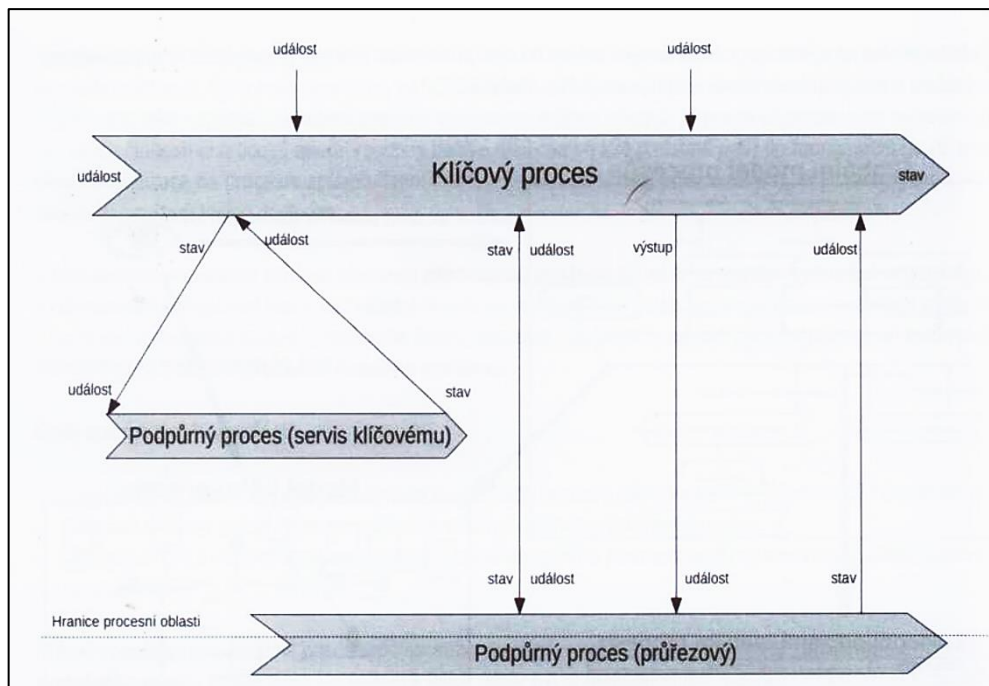 událost
událost
Klíčový proces
událost
stav
stav
událost
stav
událost
výstup
událost
událost
stav
Podpůrný proces (servis klíčovému)
stav
událost
událost
stav
Hranice procesní oblasti
Podpůrný proces (průřezový)